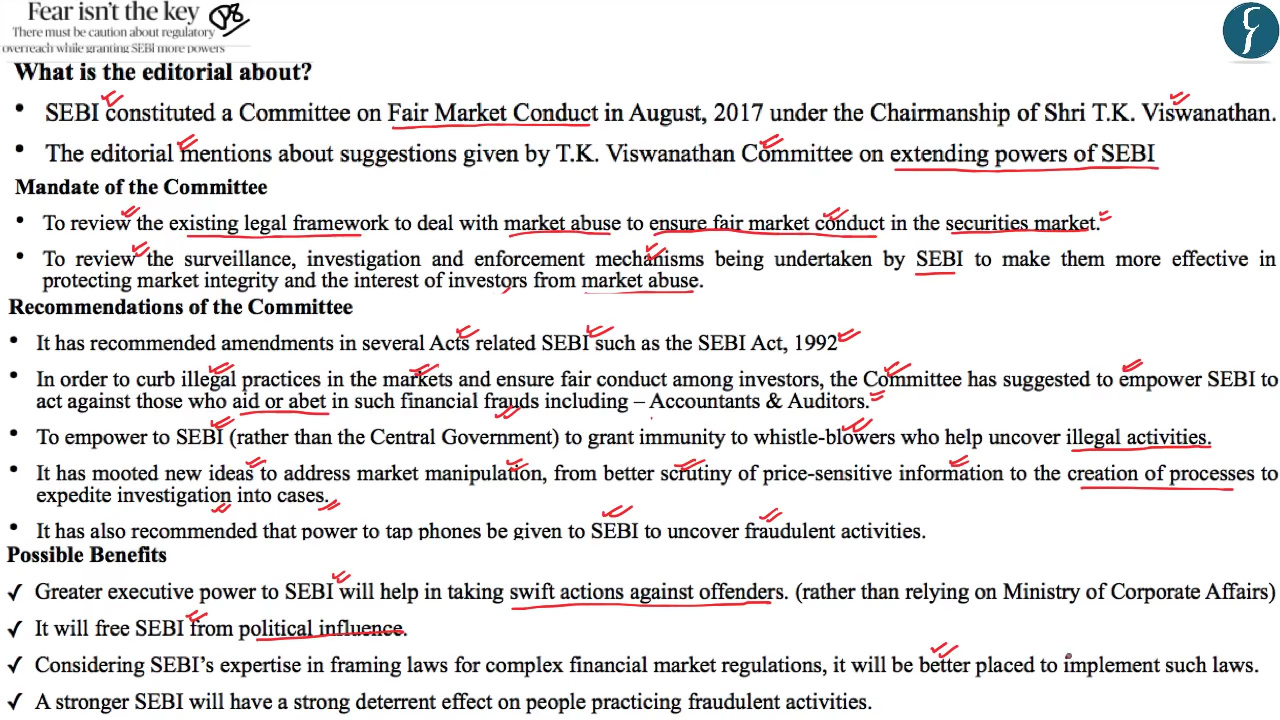 Fear isn't the key P8
There must be caution about regulatory
overreach while granting SEBI more powers
What is the editorial about?
• SEBI constituted a Committee on Fair Market Conduct in August, 2017 under the Chairmanship of Shri T.K. Viswanathan.
• The editorial mentions about suggestions given by T.K. Viswanathan Committee on extending powers of SEBI
Mandate of the Committee
• To review the existing legal framework to deal with market abuse to ensure fair market conduct in the securities market.
• To review the surveillance, investigation and enforcement mechanisms being undertaken by SEBI to make them more effective in
protecting market integrity and the interest of investors from market abuse.
Recommendations of the Committee
• It has recommended amendments in several Acts related SEBI such as the SEBI Act, 1992
• In order to curb illegal practices in the markets and ensure fair conduct among investors, the Committee has suggested to empower SEBI to
act against those who aid or abet in such financial frauds including – Accountants & Auditors.
• To empower to SEBI (rather than the Central Government) to grant immunity to whistle-blowers who help uncover illegal activities.
• It has mooted new ideas to address market manipulation, from better scrutiny of price-sensitive information to the creation of processes to
expedite investigation into cases.
• It has also recommended that power to tap phones be given to SEBI to uncover fraudulent activities.
Possible Benefits
✓ Greater executive power to SEBI will help in taking swift actions against offenders. (rather than relying on Ministry of Corporate Affairs)
✓ It will free SEBI from political influence.
✓ Considering SEBI's expertise in framing laws for complex financial market regulations, it will be better placed to implement such laws.
✓ A stronger SEBI will have a strong deterrent effect on people practicing fraudulent activities.